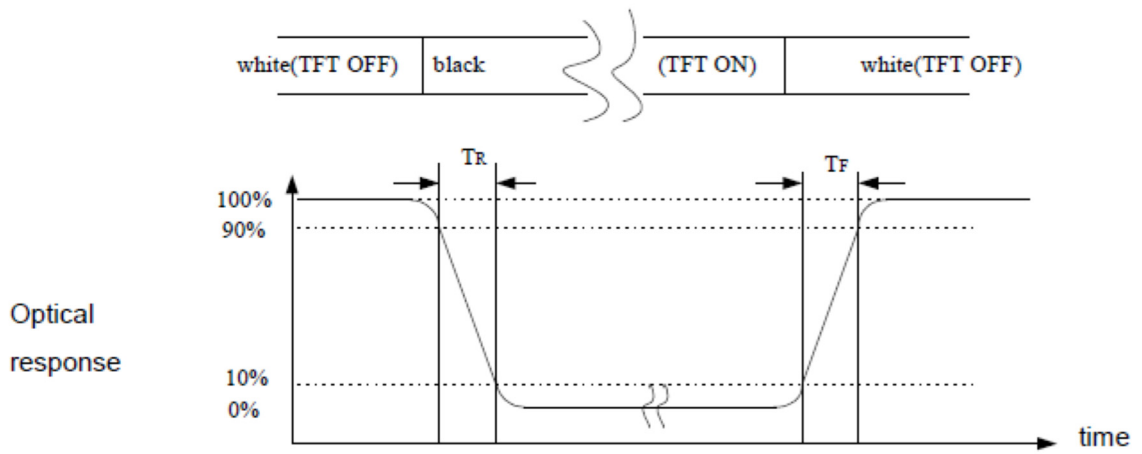 white(TFT OFF) black (TFT ON) white(TFT OFF)
TR TF
100%
90%
Optical
response
10%
0%
time